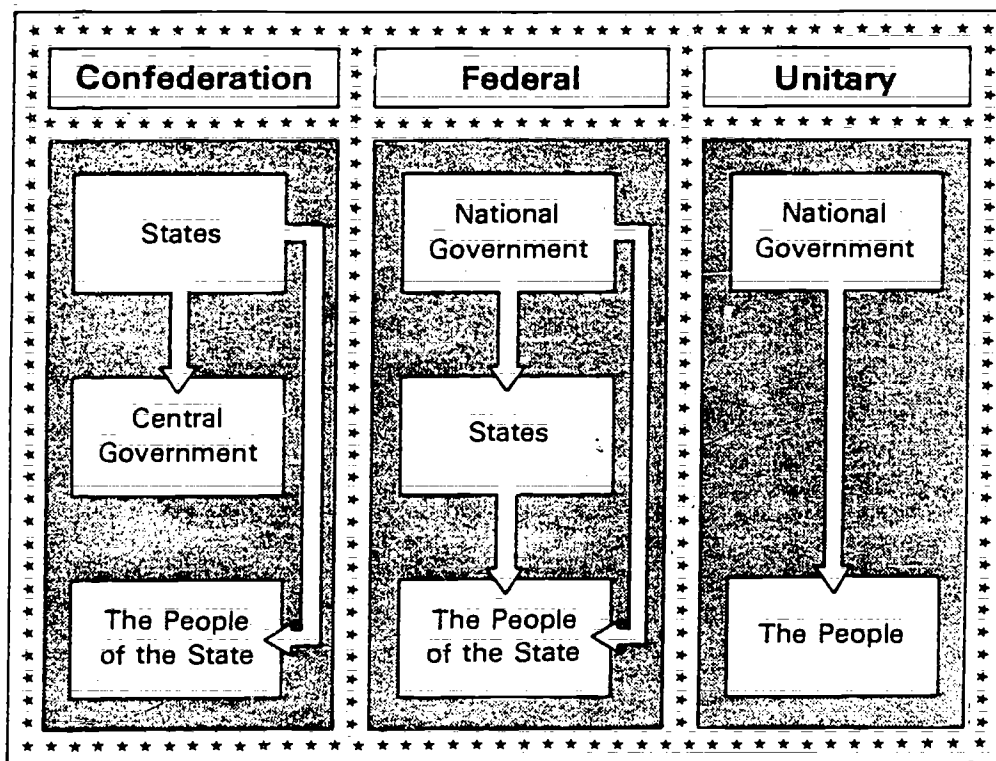 Confederation
States
Central
Government
The People
of the State
Federal
National
Government
States
The People
of the State
Unitary
National
Government
The People